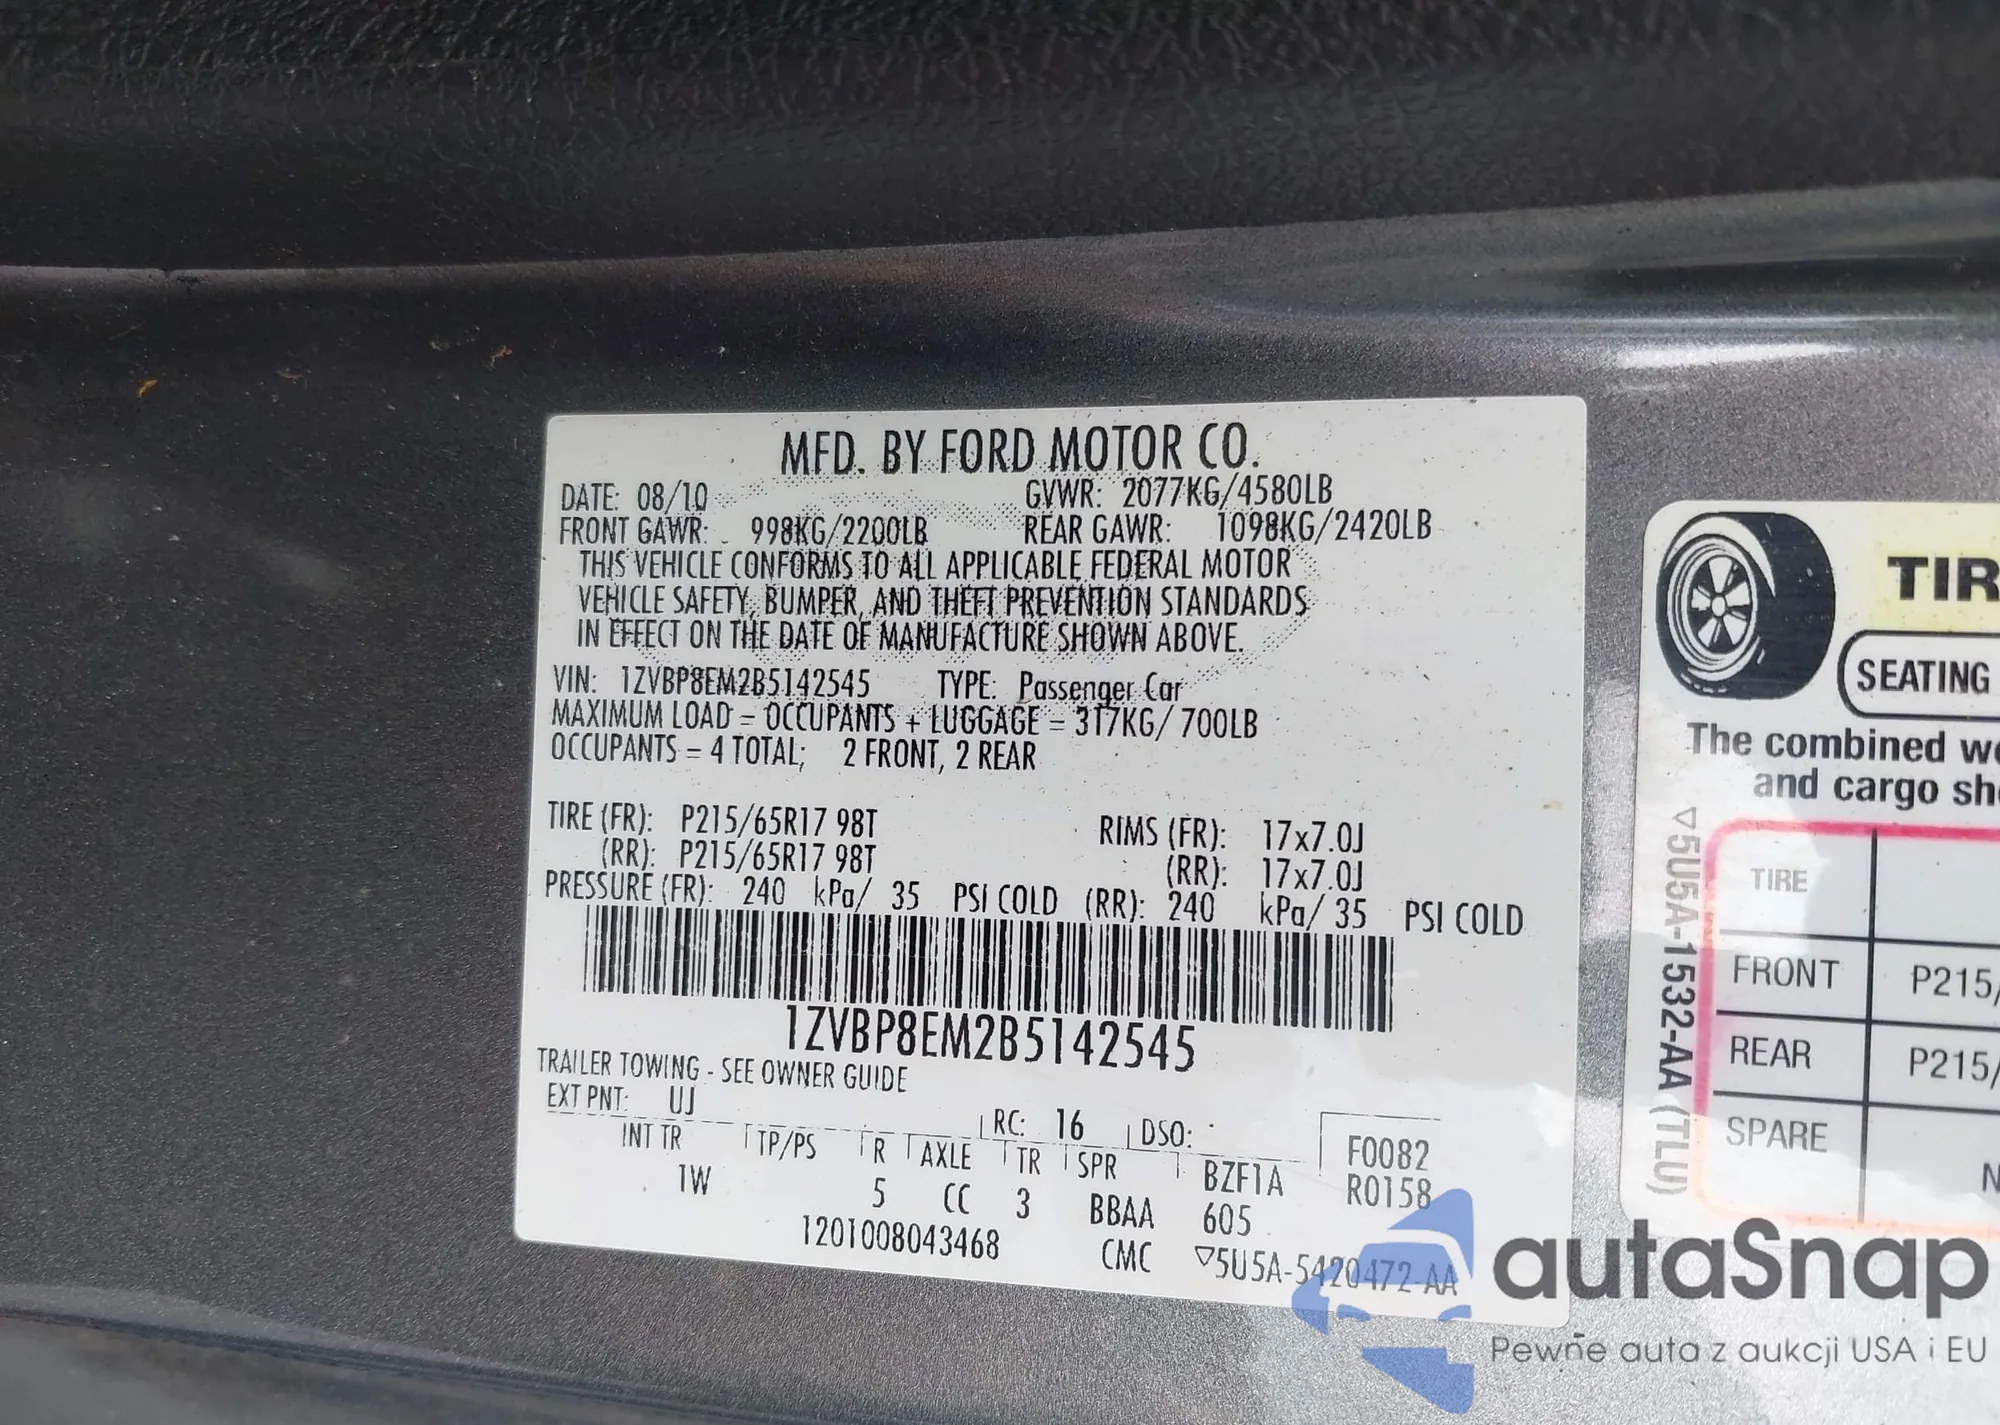 MFD. BY FORD MOTOR CO.
DATE: 08/10 GVWR: 2077KG/4580LB
FRONT GAWR: 998KG/2200LB REAR GAWR: 1098KG/2420LB
THIS VEHICLE CONFORMS TO ALL APPLICABLE FEDERAL MOTOR
VEHICLE SAFETY, BUMPER, AND THEFT PREVENTION STANDARDS
IN EFFECT ON THE DATE OF MANUFACTURE SHOWN ABOVE.
VIN: 1ZVBP8EM2B5142545 TYPE: Passenger Car
MAXIMUM LOAD = OCCUPANTS + LUGGAGE = 317KG/ 700LB
OCCUPANTS = 4 TOTAL; 2 FRONT, 2 REAR
TIRE (FR): P215/65R17 98T RIMS (FR): 17x7.0J
(RR): P215/65R17 98T (RR): 17x7.0J
PRESSURE (FR): 240 kPa/ 35 PSI COLD (RR): 240 kPa/ 35 PSI COLD
1ZVBP8EM2B5142545
TRAILER TOWING - SEE OWNER GUIDE
EXT PNT: UJ RC: 16 DSO: F0082
INT TR TP/PS R AXLE TR SPR BZF1A R0158
1W 5 CC 3 BBAA 605
1201008043468 CMC ▽5U5A-5420472-AA
TIR
SEATING
The combined we
and cargo sh
▽5U5A-1532-AA (TLU)
TIRE
FRONT P215/
REAR P215/
SPARE N
autaSnap
Pewne auta z aukcji USA i EU